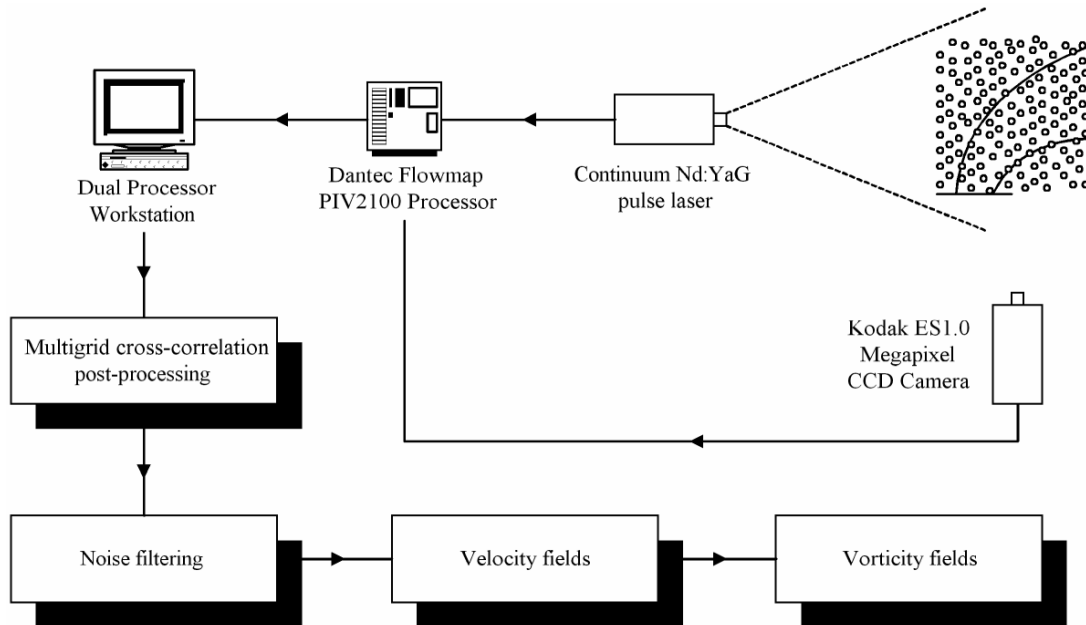 Dual Processor
Workstation
Dantec Flowmap
PIV2100 Processor
Continuum Nd:YaG
pulse laser
Kodak ES1.0
Megapixel
CCD Camera
Multigrid cross-correlation
post-processing
Noise filtering
Velocity fields
Vorticity fields